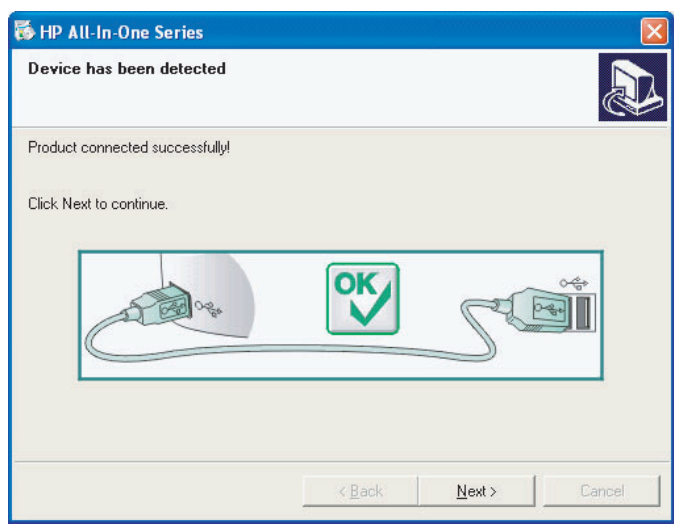 HP All-In-One Series
Device has been detected
Product connected successfully!
Click Next to continue.
OK
< Back Next > Cancel